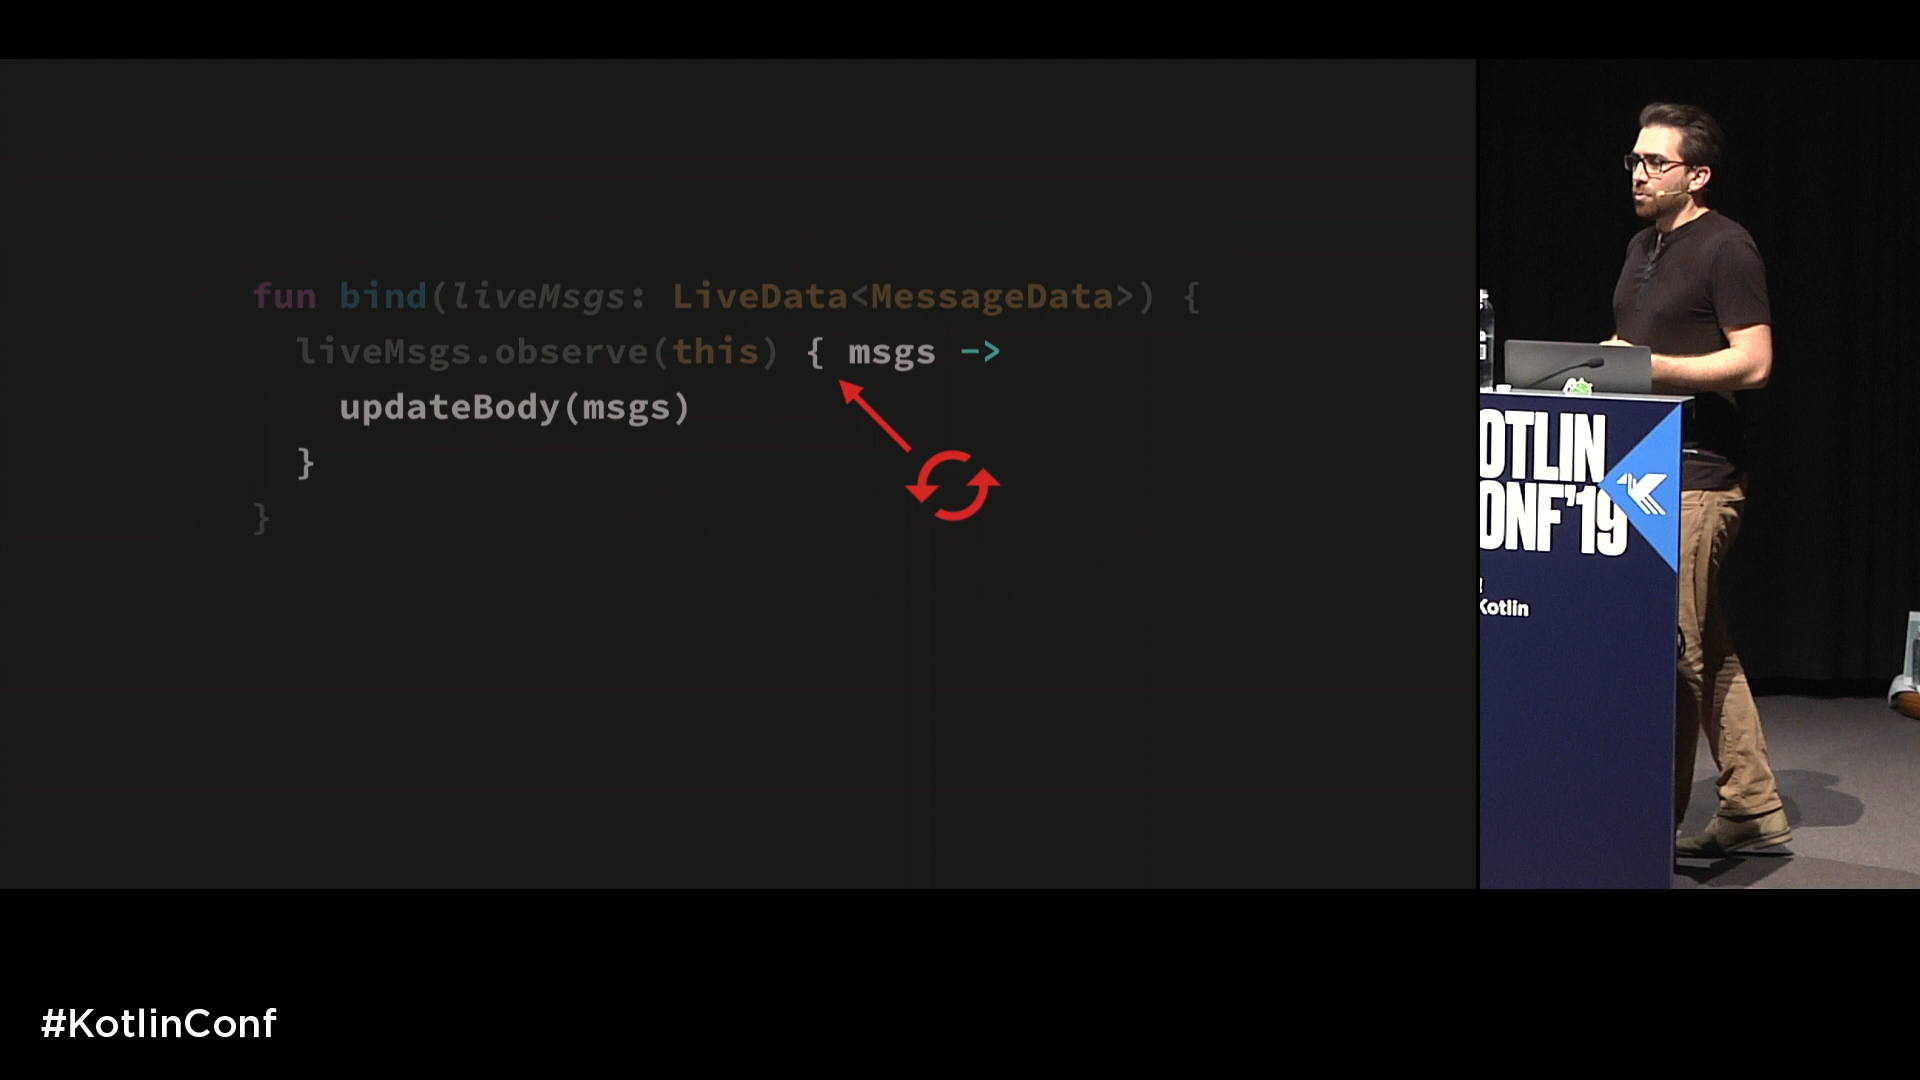 fun bind(liveMsgs: LiveData<MessageData>) {
liveMsgs.observe(this) { msgs ->
updateBody(msgs)
}
}
OTLIN
ONF'19
!
Kotlin
#KotlinConf